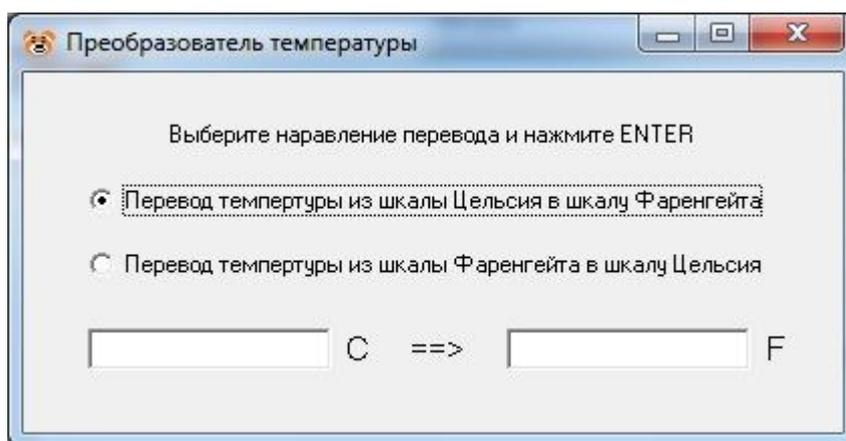 Преобразователь температуры
Выберите наравление перевода и нажмите ENTER
Перевод темпертуры из шкалы Цельсия в шкалу Фаренгейта
Перевод темпертуры из шкалы Фаренгейта в шкалу Цельсия
C ==> F